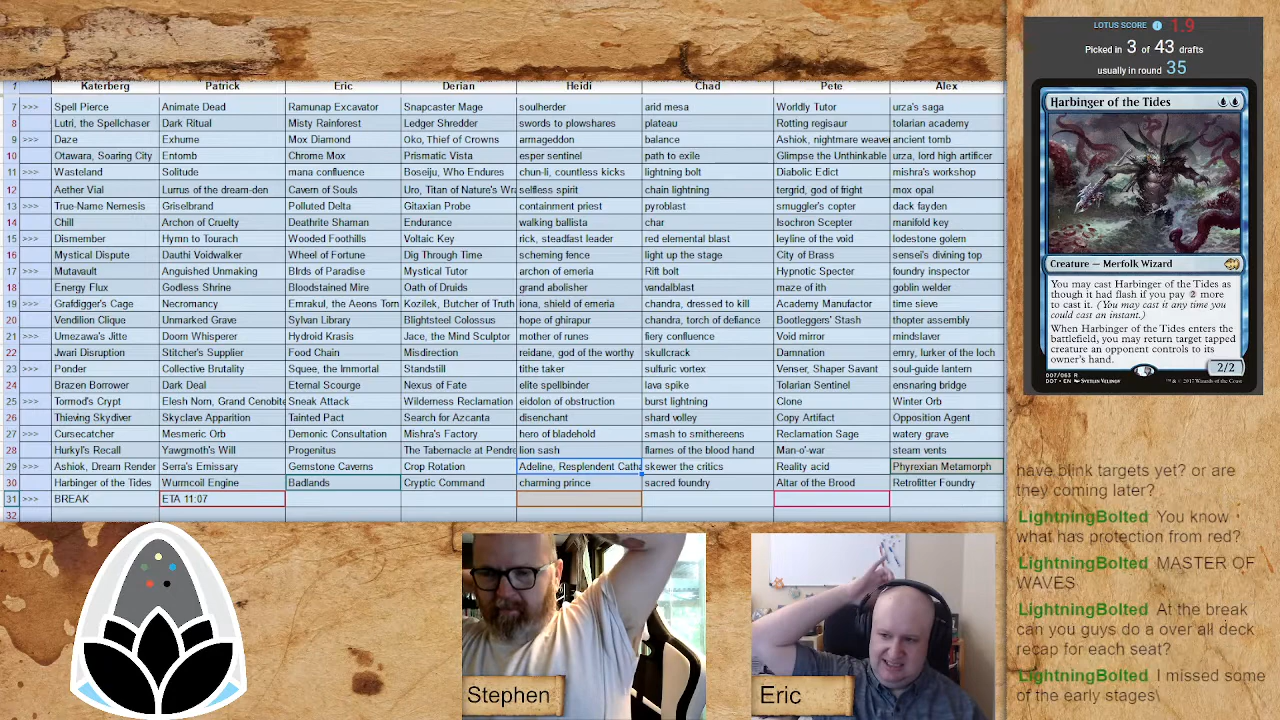 1 Katerberg Patrick Eric Derian Heidi Chad Pete Alex
7 >>> Spell Pierce Animate Dead Ramunap Excavator Snapcaster Mage soulherder arid mesa Worldly Tutor urza's saga
8 Lutri, the Spellchaser Dark Ritual Misty Rainforest Ledger Shredder swords to plowshares plateau Rotting regisaur tolarian academy
9 >>> Daze Exhume Mox Diamond Oko, Thief of Crowns armageddon balance Ashiok, nightmare weaver ancient tomb
10 Otawara, Soaring City Entomb Chrome Mox Prismatic Vista esper sentinel path to exile Glimpse the Unthinkable urza, lord high artificer
11 >>> Wasteland Solitude mana confluence Boseiju, Who Endures chun-li, countless kicks lightning bolt Diabolic Edict mishra's workshop
12 Aether Vial Lurrus of the dream-den Cavern of Souls Uro, Titan of Nature's Wra selfless spirit chain lightning tergrid, god of fright mox opal
13 >>> True-Name Nemesis Griselbrand Polluted Delta Gitaxian Probe containment priest pyroblast smuggler's copter dack fayden
14 Chill Archon of Cruelty Deathrite Shaman Endurance walking ballista char Isochron Scepter manifold key
15 >>> Dismember Hymn to Tourach Wooded Foothills Voltaic Key rick, steadfast leader red elemental blast leyline of the void lodestone golem
16 Mystical Dispute Dauthi Voidwalker Wheel of Fortune Dig Through Time scheming fence light up the stage City of Brass sensei's divining top
17 >>> Mutavault Anguished Unmaking BIrds of Paradise Mystical Tutor archon of emeria Rift bolt Hypnotic Specter foundry inspector
18 Energy Flux Godless Shrine Bloodstained Mire Oath of Druids grand abolisher vandalblast maze of ith goblin welder
19 >>> Grafdigger's Cage Necromancy Emrakul, the Aeons Torn Kozilek, Butcher of Truth iona, shield of emeria chandra, dressed to kill Academy Manufactor time sieve
20 Vendilion Clique Unmarked Grave Sylvan Library Blightsteel Colossus hope of ghirapur chandra, torch of defiance Bootleggers' Stash thopter assembly
21 >>> Umezawa's Jitte Doom Whisperer Hydroid Krasis Jace, the Mind Sculptor mother of runes fiery confluence Void mirror mindslaver
22 Jwari Disruption Stitcher's Supplier Food Chain Misdirection reidane, god of the worthy skullcrack Damnation emry, lurker of the loch
23 >>> Ponder Collective Brutality Squee, the Immortal Standstill tithe taker sulfuric vortex Venser, Shaper Savant soul-guide lantern
24 Brazen Borrower Dark Deal Eternal Scourge Nexus of Fate elite spellbinder lava spike Tolarian Sentinel ensnaring bridge
25 >>> Tormod's Crypt Elesh Norn, Grand Cenobite Sneak Attack Wilderness Reclamation eidolon of obstruction burst lightning Clone Winter Orb
26 Thieving Skydiver Skyclave Apparition Tainted Pact Search for Azcanta disenchant shard volley Copy Artifact Opposition Agent
27 >>> Cursecatcher Mesmeric Orb Demonic Consultation Mishra's Factory hero of bladehold smash to smithereens Reclamation Sage watery grave
28 Hurkyl's Recall Yawgmoth's Will Progenitus The Tabernacle at Pendre lion sash flames of the blood hand Man-o'-war steam vents
29 >>> Ashiok, Dream Render Serra's Emissary Gemstone Caverns Crop Rotation Adeline, Resplendent Catha skewer the critics Reality acid Phyrexian Metamorph
30 Harbinger of the Tides Wurmcoil Engine Badlands Cryptic Command charming prince sacred foundry Altar of the Brood Retrofitter Foundry
31 >>> BREAK ETA 11:07
32
LOTUS SCORE 1.9
Picked in 3 of 43 drafts
usually in round 35
Harbinger of the Tides
Creature — Merfolk Wizard
You may cast Harbinger of the Tides as
though it had flash if you pay 2 more
to cast it. (You may cast it any time you
could cast an instant.)
When Harbinger of the Tides enters the
battlefield, you may return target tapped
creature an opponent controls to its
owner's hand.
2/2
have blink targets yet? or are
they coming later?
LightningBolted You know
what has protection from red?
LightningBolted MASTER OF
WAVES
LightningBolted At the break
can you guys do a over all deck
recap for each seat?
LightningBolted I missed some
of the early stages\
Stephen
Eric